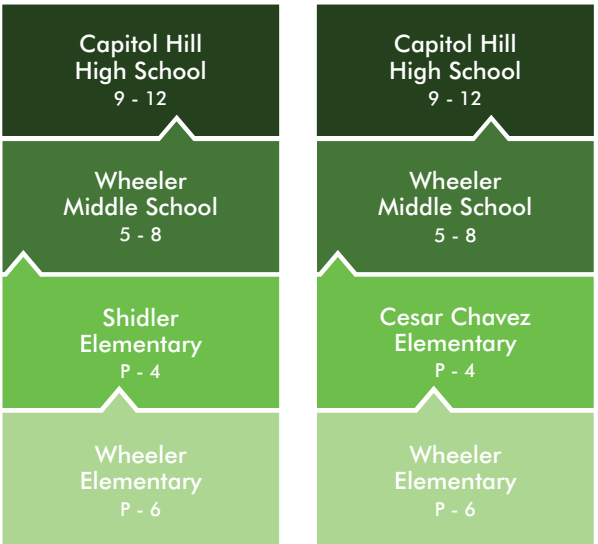 Capitol Hill
High School
9 - 12
Wheeler
Middle School
5 - 8
Shidler
Elementary
P - 4
Wheeler
Elementary
P - 6
Capitol Hill
High School
9 - 12
Wheeler
Middle School
5 - 8
Cesar Chavez
Elementary
P - 4
Wheeler
Elementary
P - 6